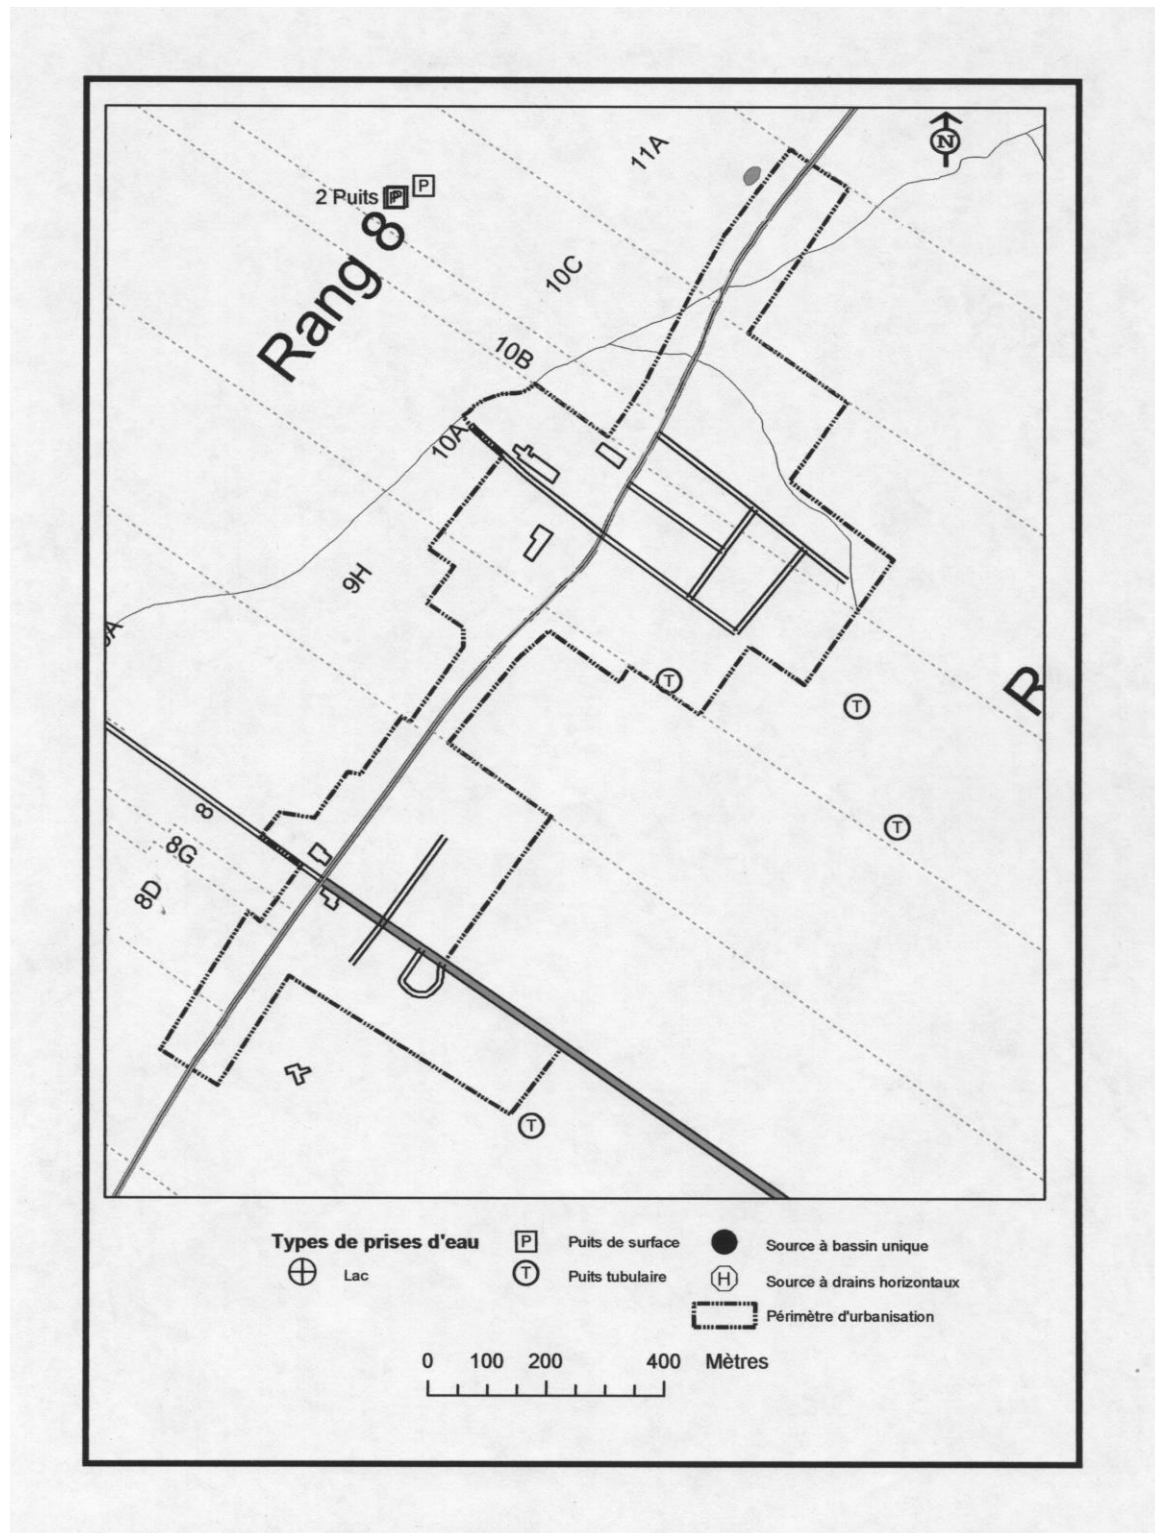 N
11A
2 Puits P P
Rang 8
10C
10B
10A
9H
T
R
T
8
8G
T
8D
T
Types de prises d'eau
P Puits de surface
Source à bassin unique
Lac
T Puits tubulaire
H Source à drains horizontaux
Périmètre d'urbanisation
0 100 200 400 Mètres